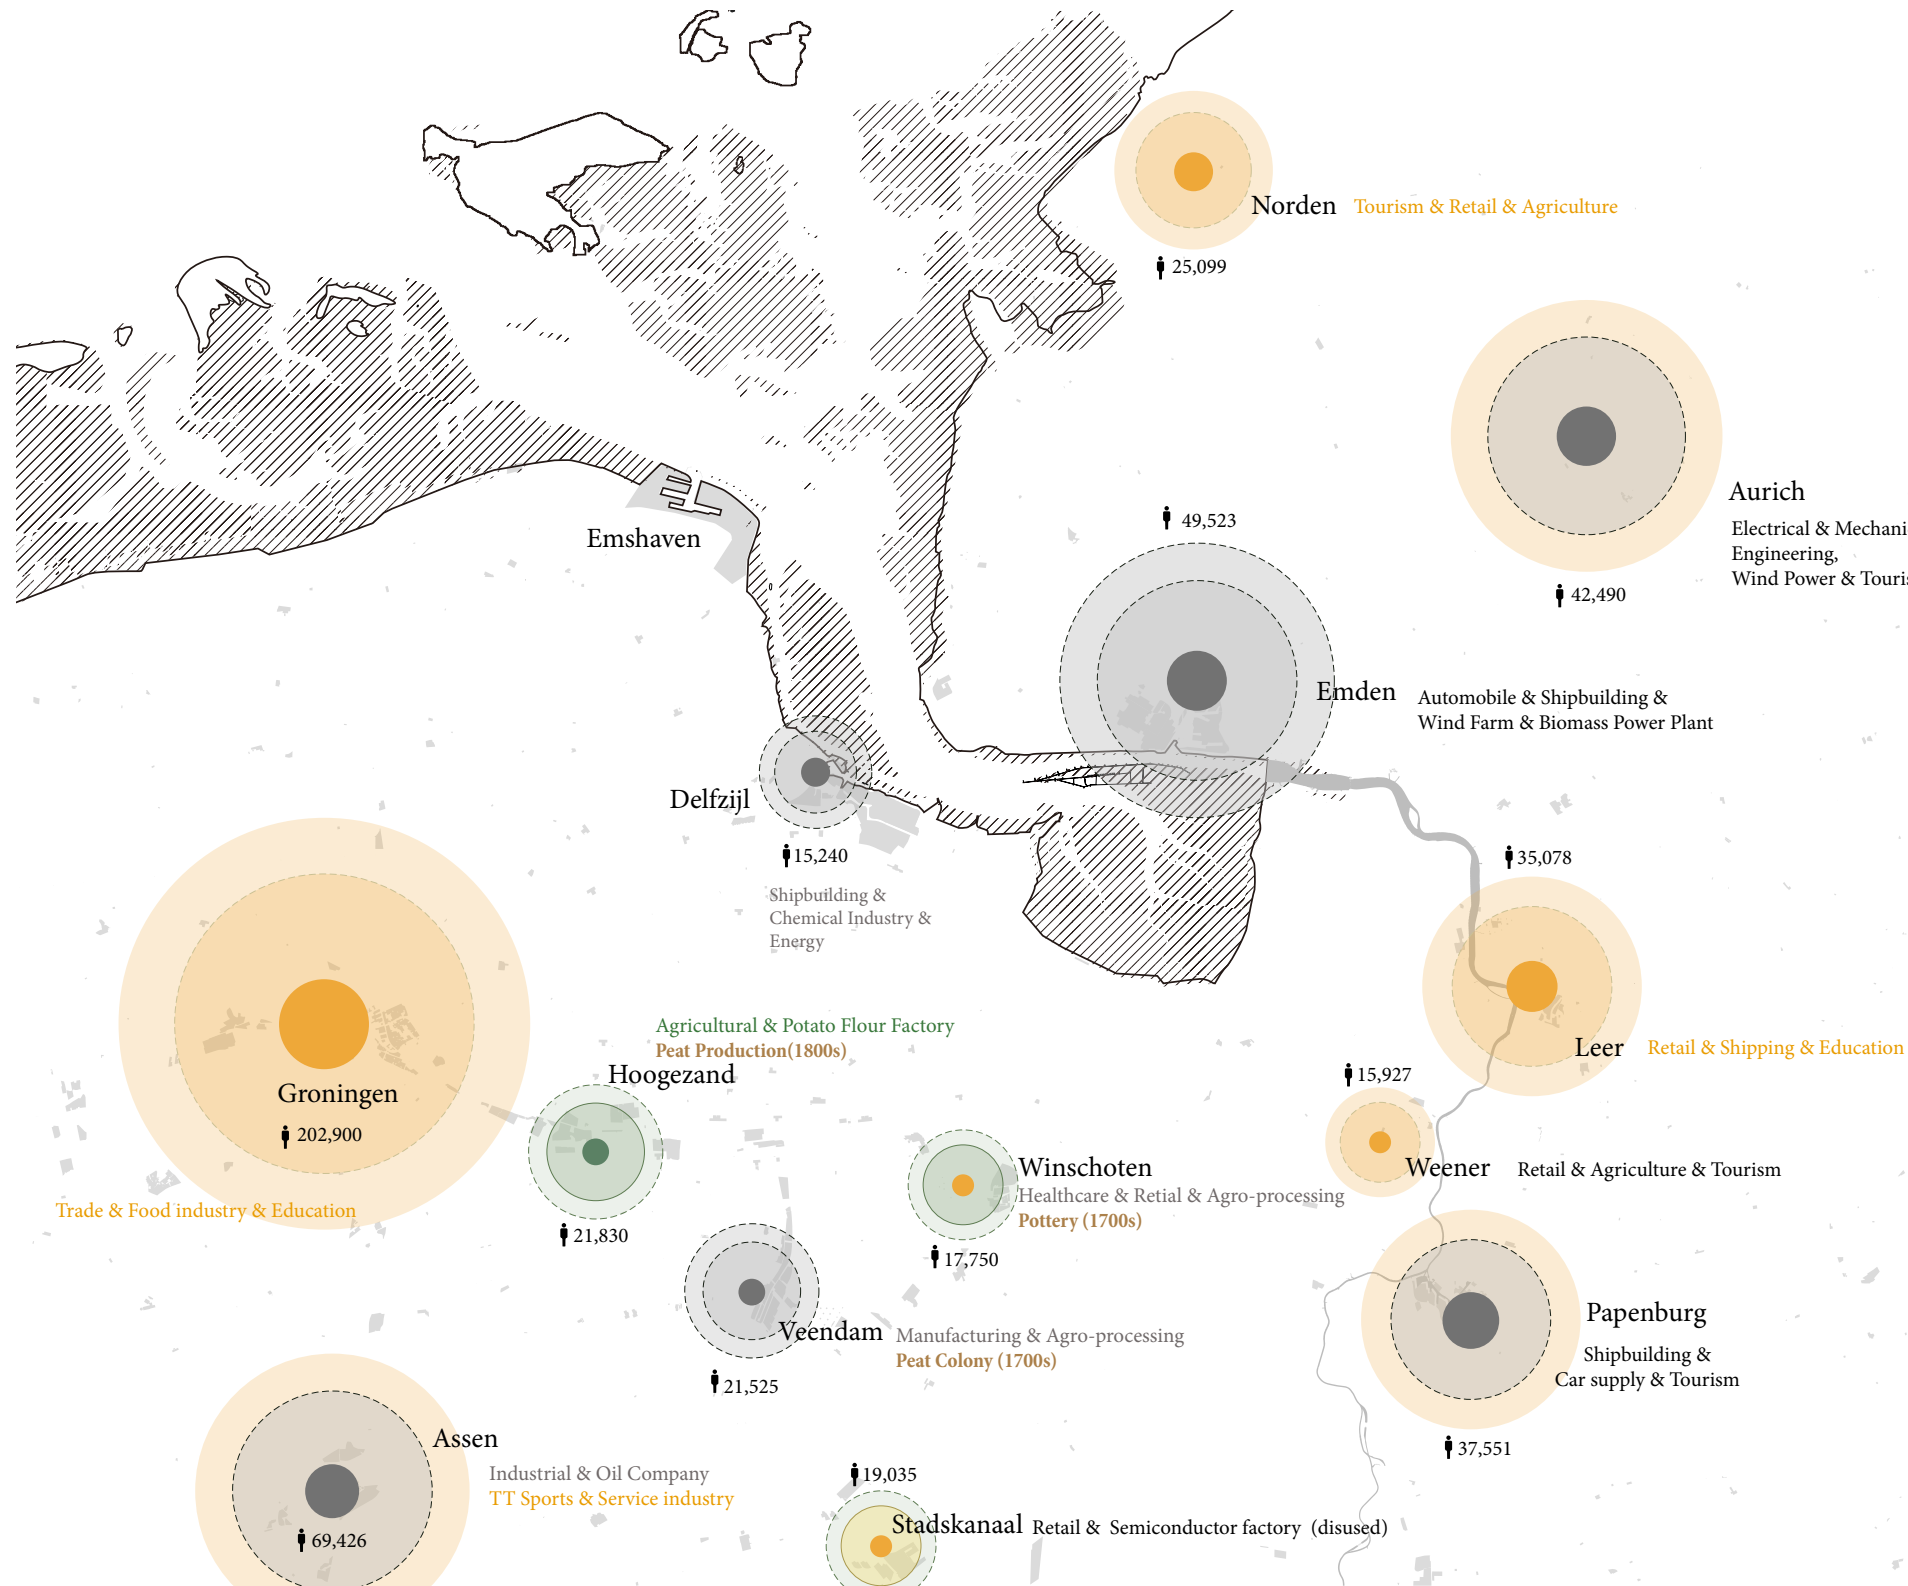 Norden
Tourism & Retail & Agriculture
25,099
Aurich
Electrical & Mechani
Engineering,
Wind Power & Touris
42,490
49,523
Emshaven
Emden
Automobile & Shipbuilding &
Wind Farm & Biomass Power Plant
Delfzijl
15,240
Shipbuilding &
Chemical Industry &
Energy
35,078
Leer
Retail & Shipping & Education
Agricultural & Potato Flour Factory
Peat Production(1800s)
Hoogezand
21,830
Groningen
202,900
Trade & Food industry & Education
15,927
Weener
Retail & Agriculture & Tourism
Winschoten
Healthcare & Retial & Agro-processing
Pottery (1700s)
17,750
Veendam
Manufacturing & Agro-processing
Peat Colony (1700s)
21,525
Papenburg
Shipbuilding &
Car supply & Tourism
37,551
Assen
Industrial & Oil Company
TT Sports & Service industry
69,426
19,035
Stadskanaal
Retail & Semiconductor factory (disused)